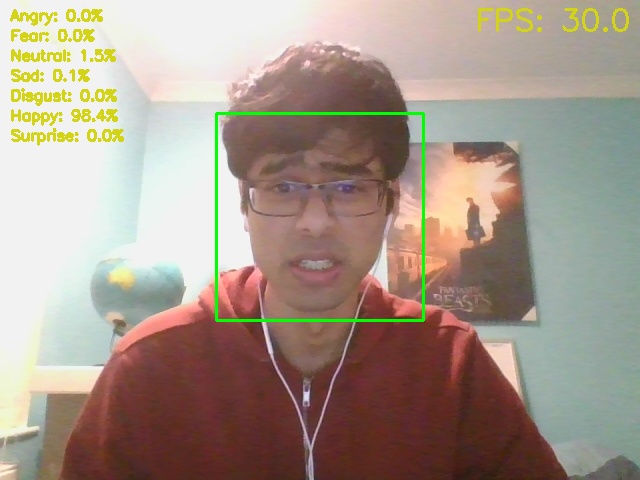 Angry: 0.0%
Fear: 0.0%
Neutral: 1.5%
Sad: 0.1%
Disgust: 0.0%
Happy: 98.4%
Surprise: 0.0%
FPS: 30.0
FANTASTIC
BEASTS